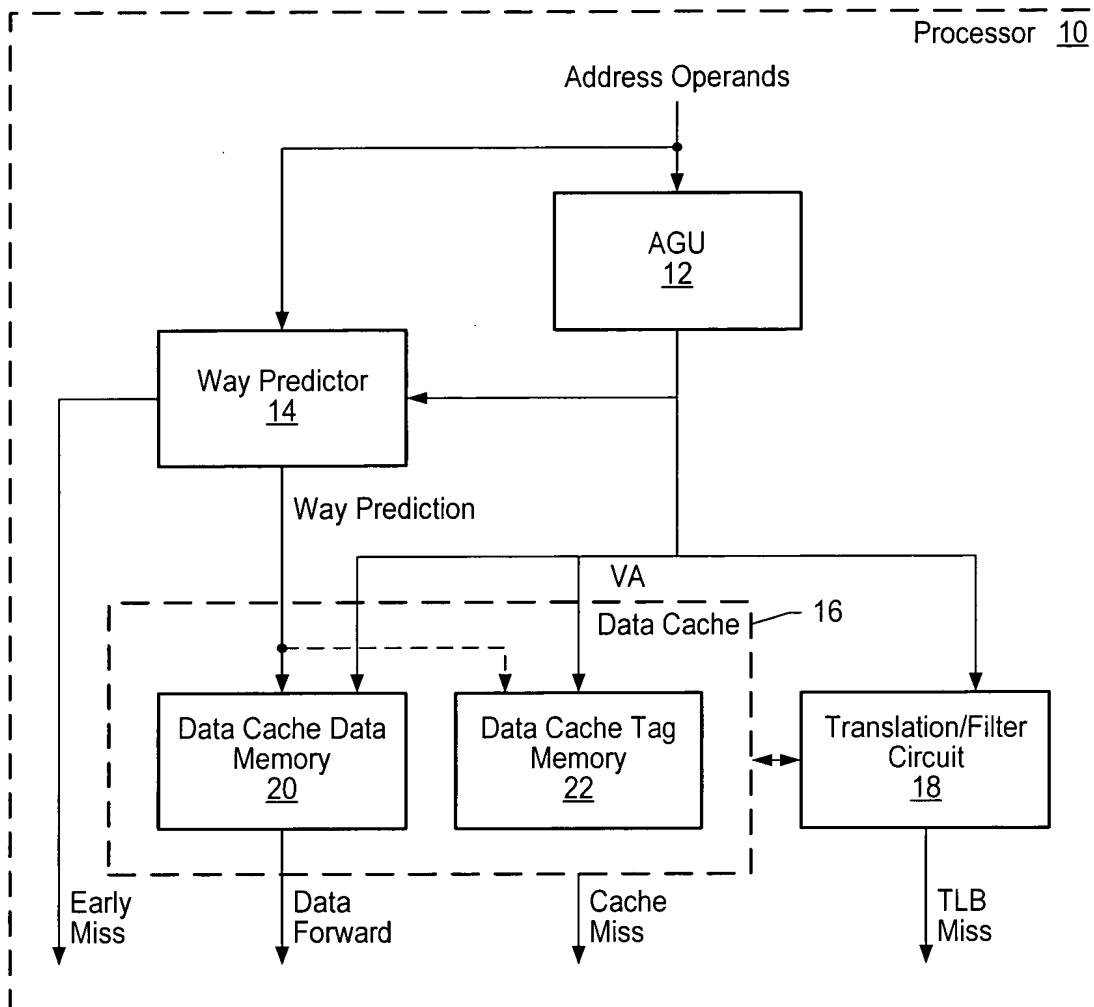 Processor 10
Address Operands
AGU
12
Way Predictor
14
Way Prediction
VA
Data Cache
16
Data Cache Data
Memory
20
Data Cache Tag
Memory
22
Translation/Filter
Circuit
18
Early
Miss
Data
Forward
Cache
Miss
TLB
Miss